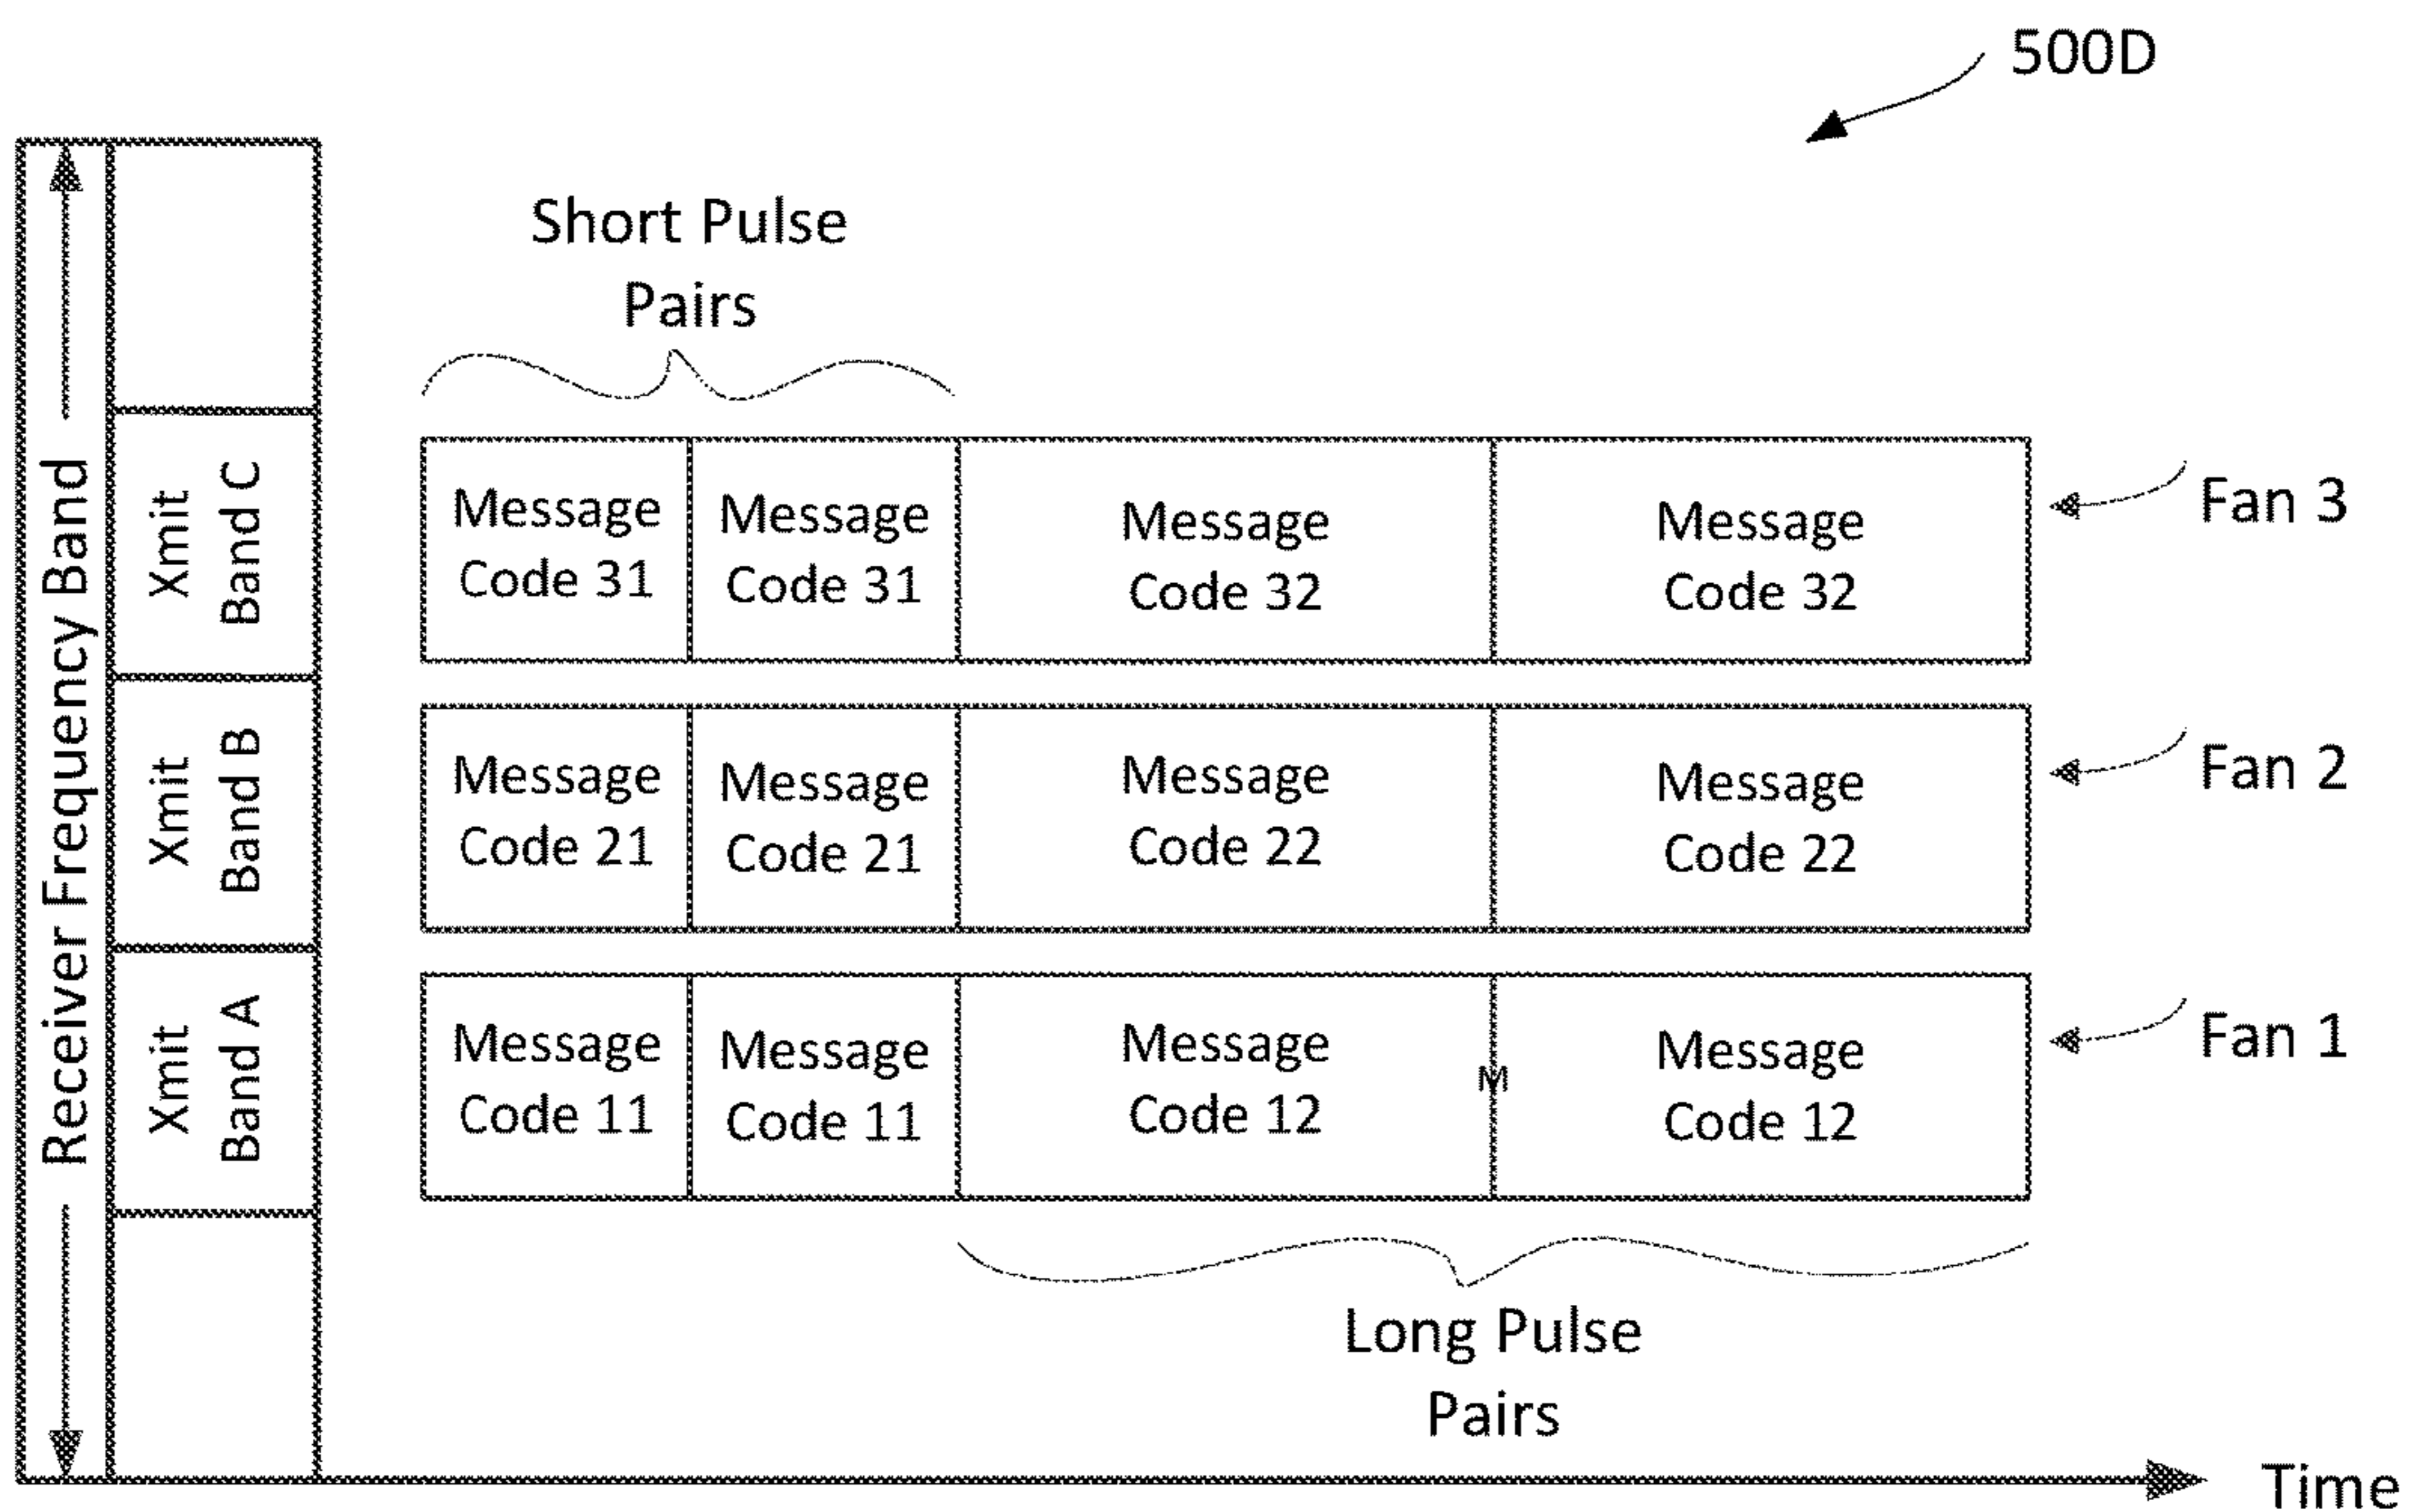 500D
Short Pulse
Pairs
Receiver Frequency Band
Xmit
Band C
Message
Code 31
Message
Code 31
Message
Code 32
Message
Code 32
Fan 3
Xmit
Band B
Message
Code 21
Message
Code 21
Message
Code 22
Message
Code 22
Fan 2
Xmit
Band A
Message
Code 11
Message
Code 11
Message
Code 12
M
Message
Code 12
Fan 1
Long Pulse
Pairs
Time